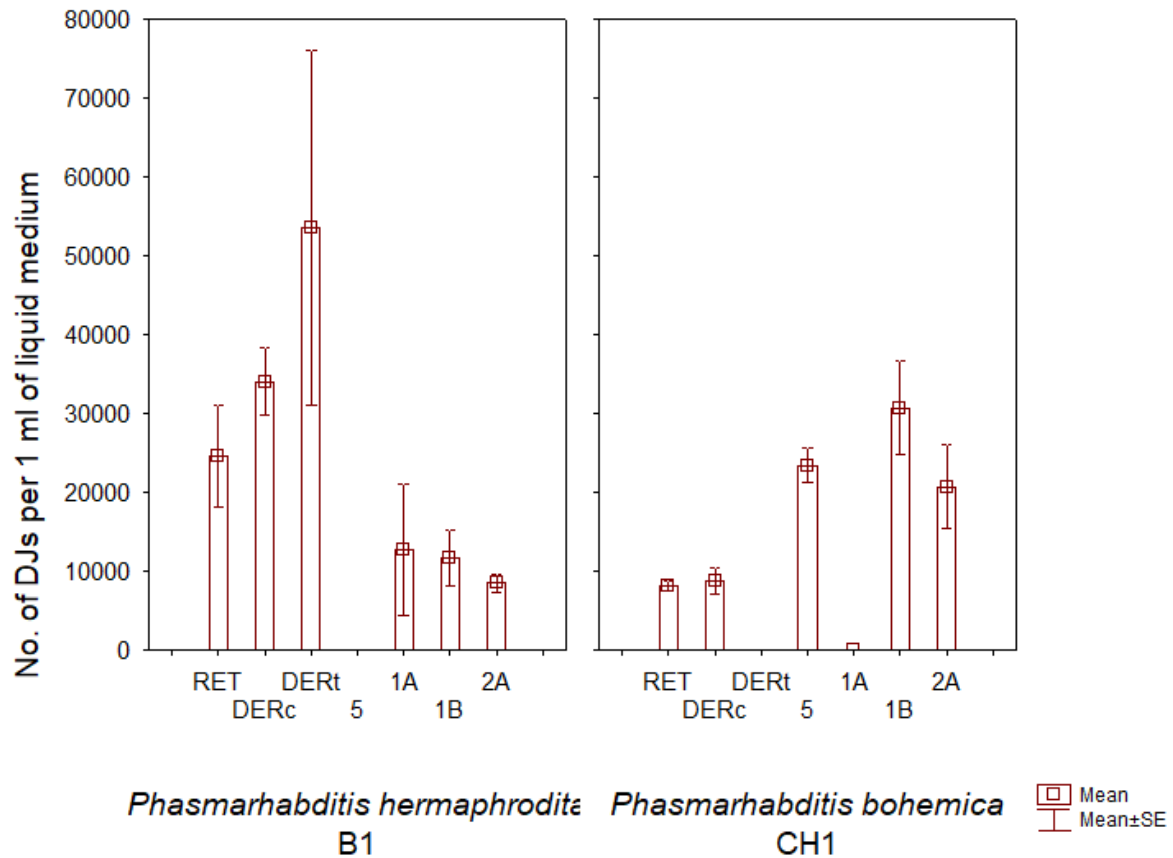 No. of DJs per 1 ml of liquid medium
80000
70000
60000
50000
40000
30000
20000
10000
0
RET DERt 1A 2A
DERc 5 1B
RET DERt 1A 2A
DERc 5 1B
Phasmarhabditis hermaphrodita
B1
Phasmarhabditis bohemica
CH1
Mean
Mean±SE